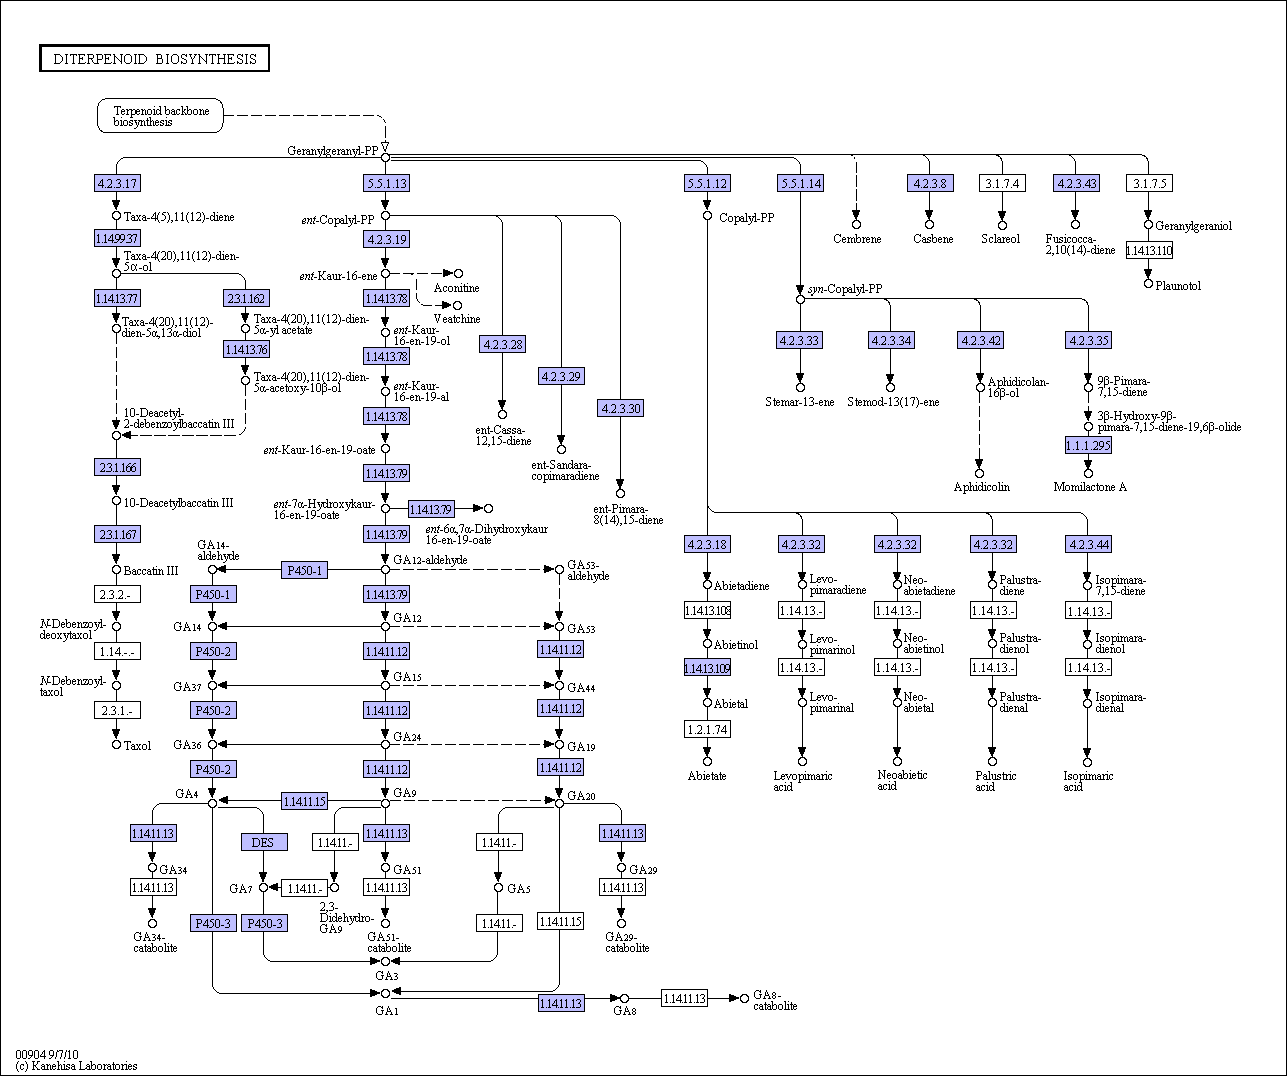 DITERPENOID BIOSYNTHESIS
Terpenoid backbone
biosynthesis
Geranylgeranyl-PP
4.2.3.17
5.5.1.13
5.5.1.12
5.5.1.14
4.2.3.8
3.1.7.4
4.2.3.43
3.1.7.5
Taxa-4(5),11(12)-diene
ent-Copalyl-PP
Copalyl-PP
Cembrene
Casbene
Sclareol
Fusicocca-
2,10(14)-diene
Geranylgeraniol
1.14.99.37
4.2.3.19
1.14.13.110
Taxa-4(20),11(12)-dien-
5α-ol
ent-Kaur-16-ene
Aconitine
Veatchine
Plaunotol
syn-Copalyl-PP
1.14.13.77
2.3.1.162
1.14.13.78
Taxa-4(20),11(12)-
dien-5α,13α-diol
Taxa-4(20),11(12)-dien-
5α-yl acetate
ent-Kaur-
16-en-19-ol
4.2.3.28
4.2.3.33
4.2.3.34
4.2.3.42
4.2.3.35
1.14.13.76
1.14.13.78
Taxa-4(20),11(12)-dien-
5α-acetoxy-10β-ol
ent-Kaur-
16-en-19-al
4.2.3.29
4.2.3.30
Stemar-13-ene
Stemod-13(17)-ene
Aphidicolan-
16β-ol
9β-Pimara-
7,15-diene
10-Deacetyl-
2-debenzoylbaccatin III
1.14.13.78
ent-Cassa-
12,15-diene
3β-Hydroxy-9β-
pimara-7,15-diene-19,6β-olide
1.1.1.295
ent-Kaur-16-en-19-oate
ent-Sandara-
copimaradiene
2.3.1.166
1.14.13.79
Aphidicolin
Momilactone A
10-Deacetylbaccatin III
ent-7α-Hydroxykaur-
16-en-19-oate
1.14.13.79
ent-6α,7α-Dihydroxykaur
16-en-19-oate
ent-Pimara-
8(14),15-diene
2.3.1.167
1.14.13.79
4.2.3.18
4.2.3.32
4.2.3.32
4.2.3.32
4.2.3.44
GA14-
aldehyde
P450-1
GA12-aldehyde
GA53-
aldehyde
Baccatin III
Abietadiene
Levo-
pimaradiene
Neo-
abietadiene
Palustra-
diene
Isopimara-
7,15-diene
2.3.2.-
P450-1
1.14.13.79
1.14.13.108
1.14.13.-
1.14.13.-
1.14.13.-
1.14.13.-
N-Debenzoyl-
deoxytaxol
GA14
GA12
GA53
Abietinol
Levo-
pimarinol
Neo-
abietinol
Palustra-
dienol
Isopimara-
dienol
1.14.-.-
P450-2
1.14.11.12
1.14.11.12
1.14.13.109
1.14.13.-
1.14.13.-
1.14.13.-
1.14.13.-
N-Debenzoyl-
taxol
GA37
GA15
GA44
Abietal
Levo-
pimarinal
Neo-
abietal
Palustra-
dienal
Isopimara-
dienal
2.3.1.-
P450-2
1.14.11.12
1.14.11.12
1.2.1.74
Taxol
GA36
GA24
GA19
P450-2
1.14.11.12
1.14.11.12
Abietate
Levopimaric
acid
Neoabietic
acid
Palustric
acid
Isopimaric
acid
GA4
1.14.11.15
GA9
GA20
1.14.11.13
DES
1.14.11.-
1.14.11.13
1.14.11.-
1.14.11.13
GA34
GA51
GA29
1.14.11.13
GA7
1.14.11.-
1.14.11.13
GA5
1.14.11.13
2,3-
Didehydro-
GA9
P450-3
P450-3
1.14.11.-
1.14.11.15
GA34-
catabolite
GA51-
catabolite
GA29-
catabolite
GA3
GA1
1.14.11.13
GA8
1.14.11.13
GA8-
catabolite
00904 9/7/10
(c) Kanehisa Laboratories